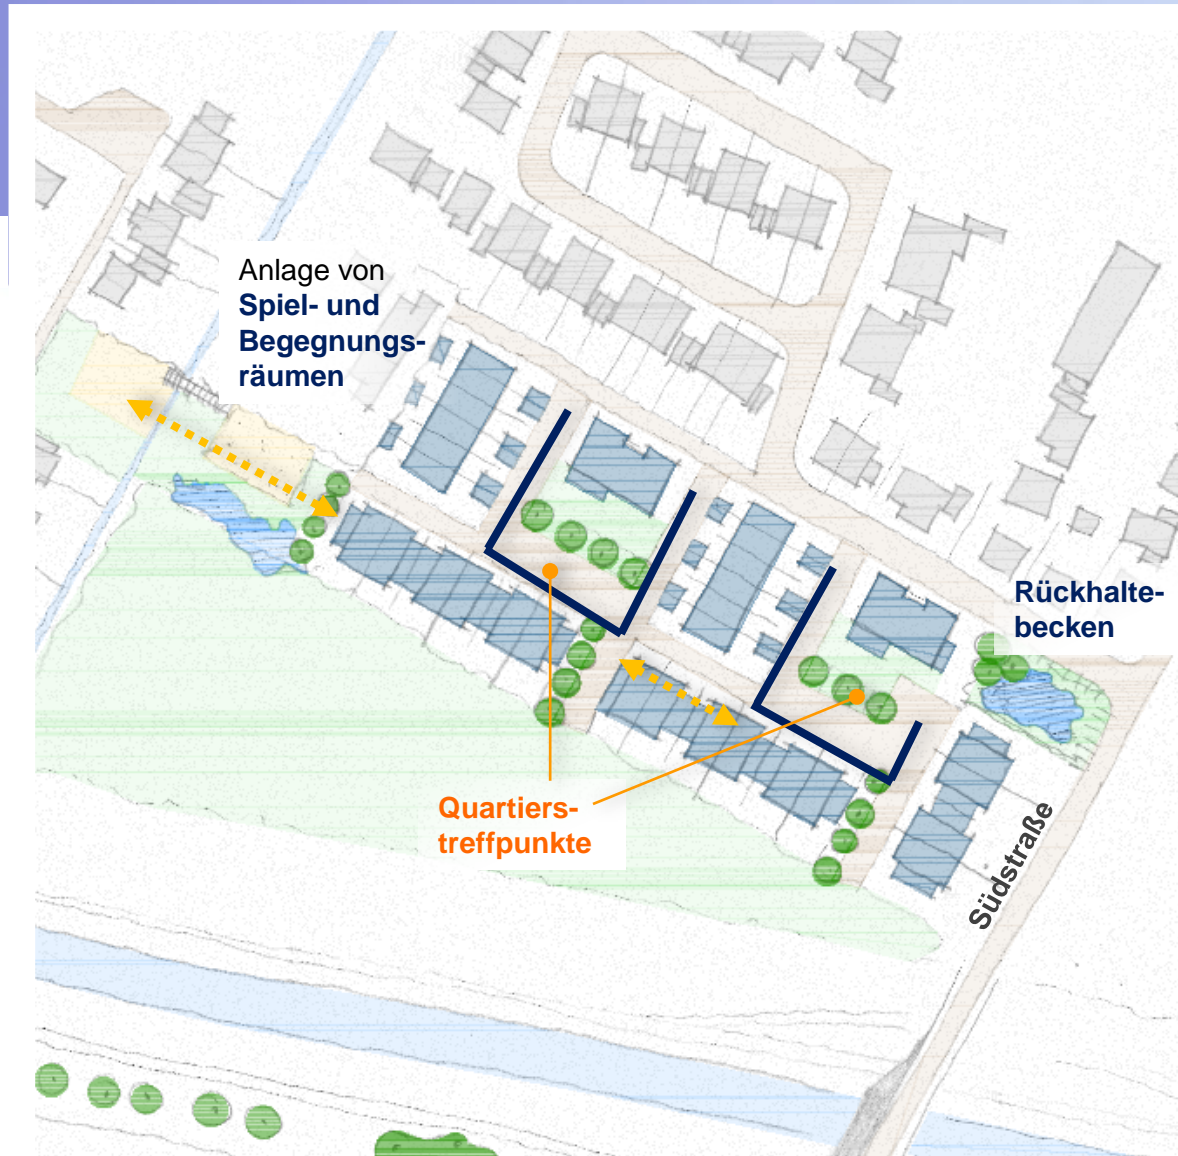 Anlage von
Spiel- und
Begegnungs-
räumen
Rückhalte-
becken
Quartiers-
treffpunkte
Südstraße